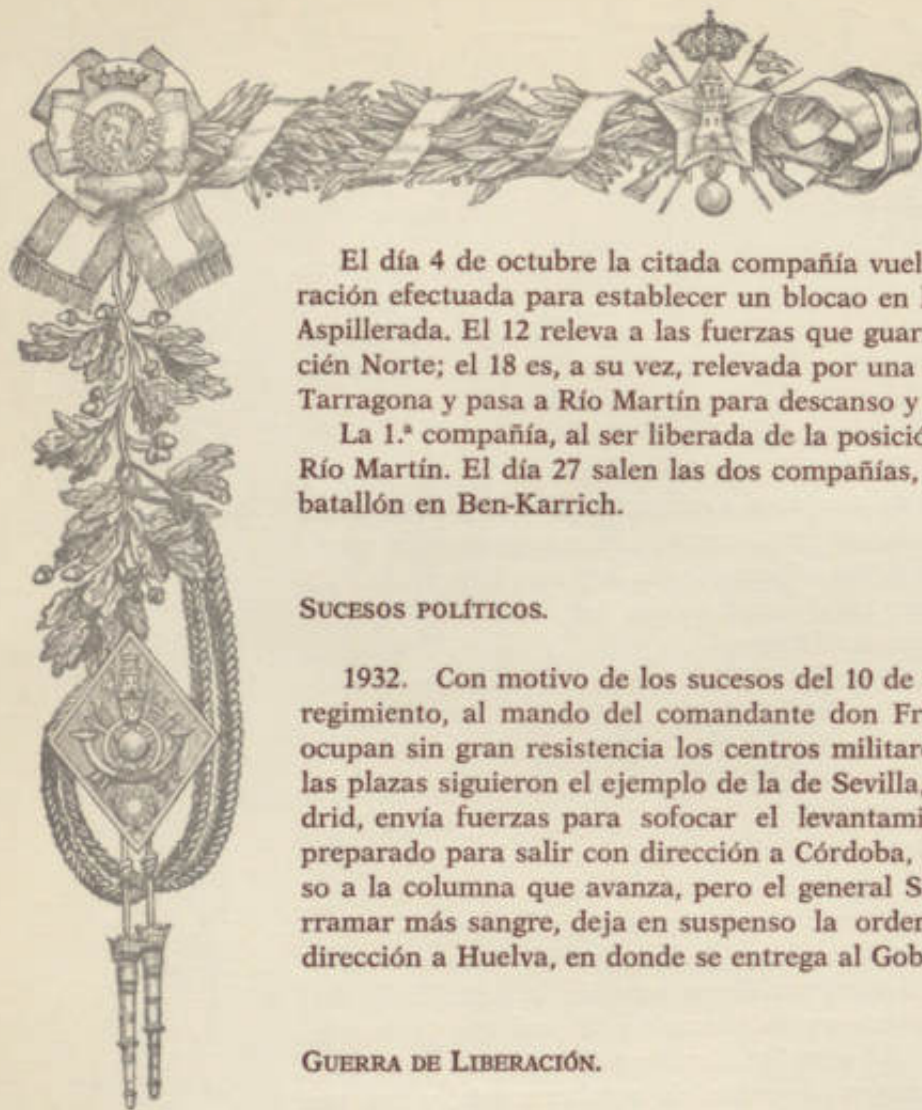 El día 4 de octubre la citada compañía vuel
ración efectuada para establecer un blocao en
Aspillerada. El 12 releva a las fuerzas que guar
cién Norte; el 18 es, a su vez, relevada por una
Tarragona y pasa a Río Martín para descanso y
La 1.ª compañía, al ser liberada de la posició
Río Martín. El día 27 salen las dos compañías,
batallón en Ben-Karrich.
SUCESOS POLÍTICOS.
1932. Con motivo de los sucesos del 10 de
regimiento, al mando del comandante don Fr
ocupan sin gran resistencia los centros militar
las plazas siguieron el ejemplo de la de Sevilla,
drid, envía fuerzas para sofocar el levantami
preparado para salir con dirección a Córdoba,
so a la columna que avanza, pero el general S
rramar más sangre, deja en suspenso la orden
dirección a Huelva, en donde se entrega al Gob
GUERRA DE LIBERACIÓN.